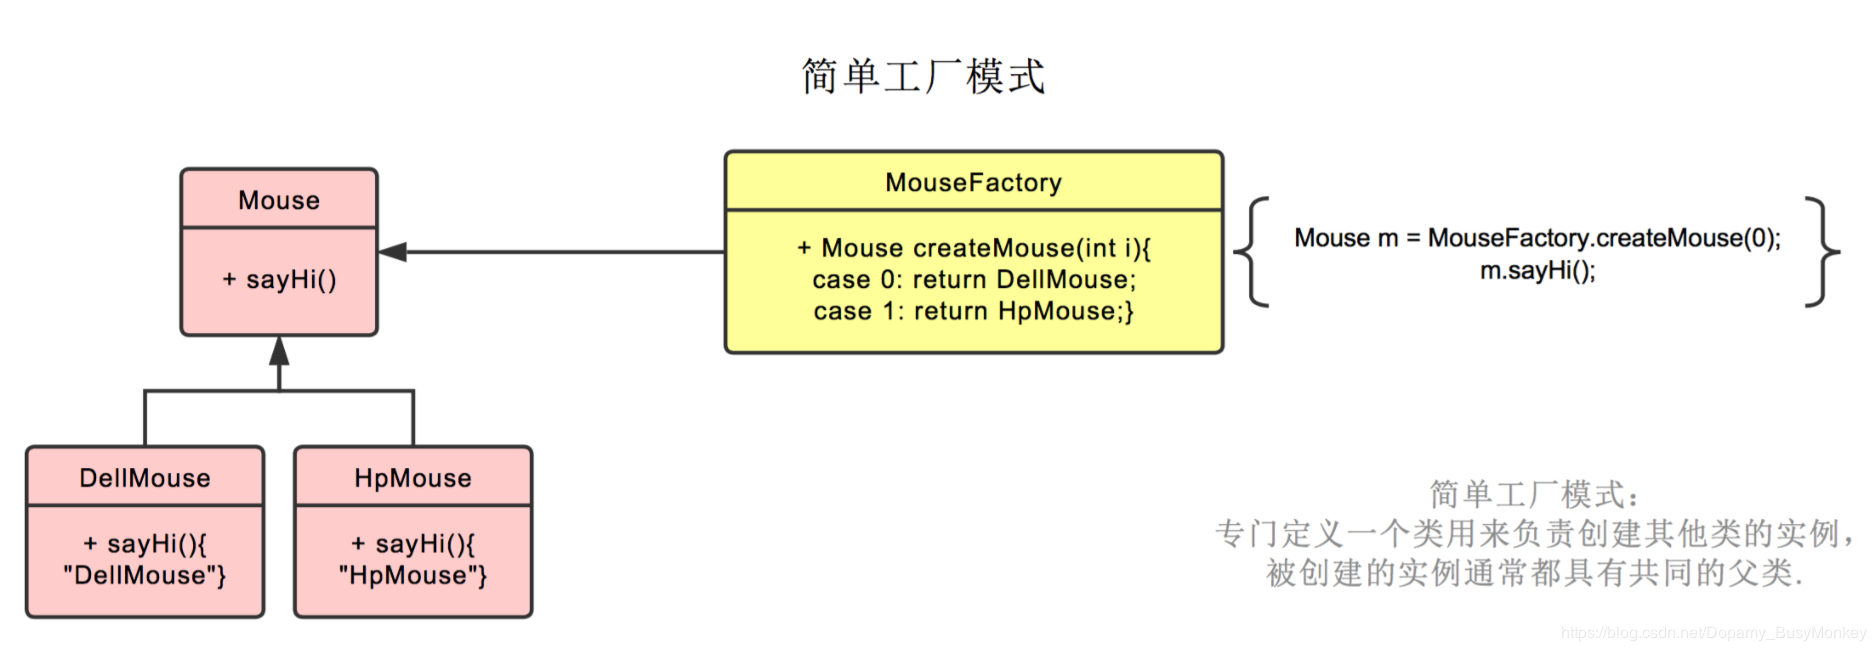 简单工厂模式
Mouse
+ sayHi()
MouseFactory
+ Mouse createMouse(int i){
case 0: return DellMouse;
case 1: return HpMouse;}
Mouse m = MouseFactory.createMouse(0);
m.sayHi();
DellMouse
+ sayHi(){
"DellMouse"}
HpMouse
+ sayHi(){
"HpMouse"}
简单工厂模式：
专门定义一个类用来负责创建其他类的实例，
被创建的实例通常都具有共同的父类.
https://blog.csdn.net/Dopamy_BusyMonkey